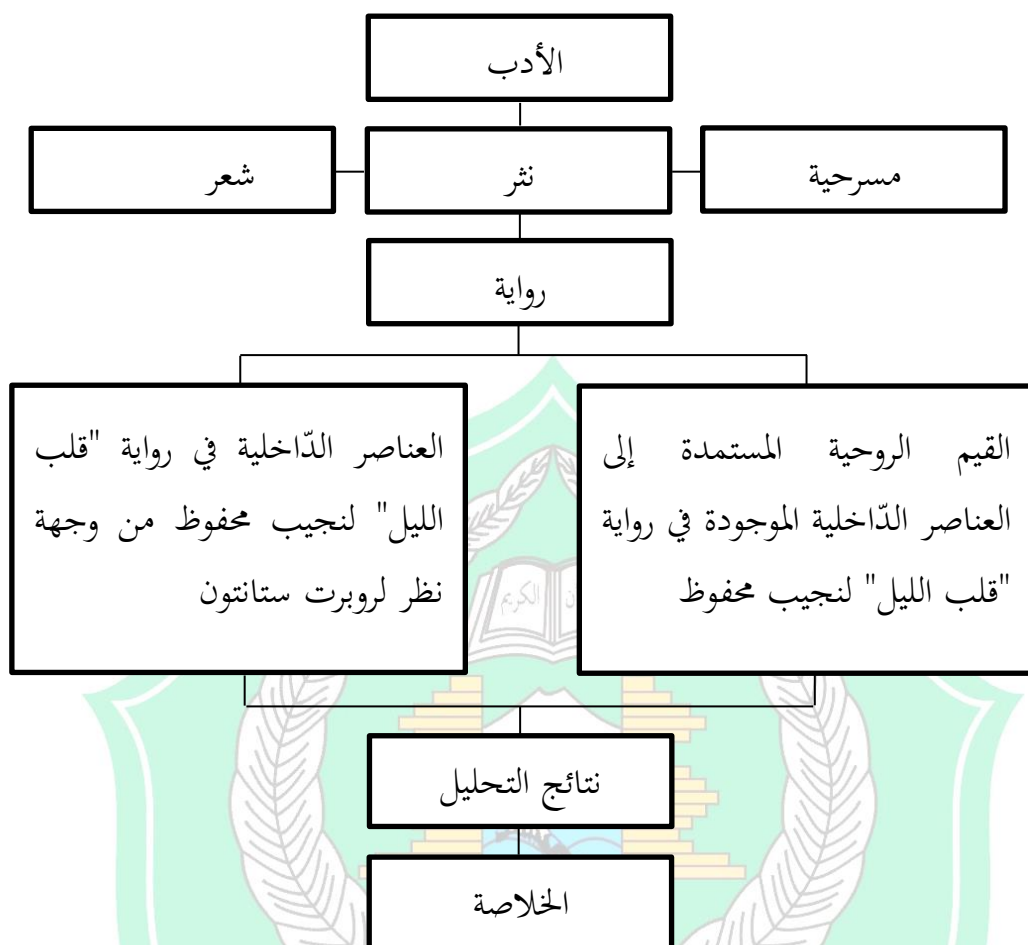 الأدب
مسرحية
نثر
شعر
رواية
القيم الروحية المستمدة إلى
العناصر الدّاخلية الموجودة في رواية
"قلب الليل" لنجيب محفوظ
العناصر الدّاخلية في رواية "قلب
الليل" لنجيب محفوظ من وجهة
نظر لروبرت ستانتون
الكريم
نتائج التحليل
الخلاصة